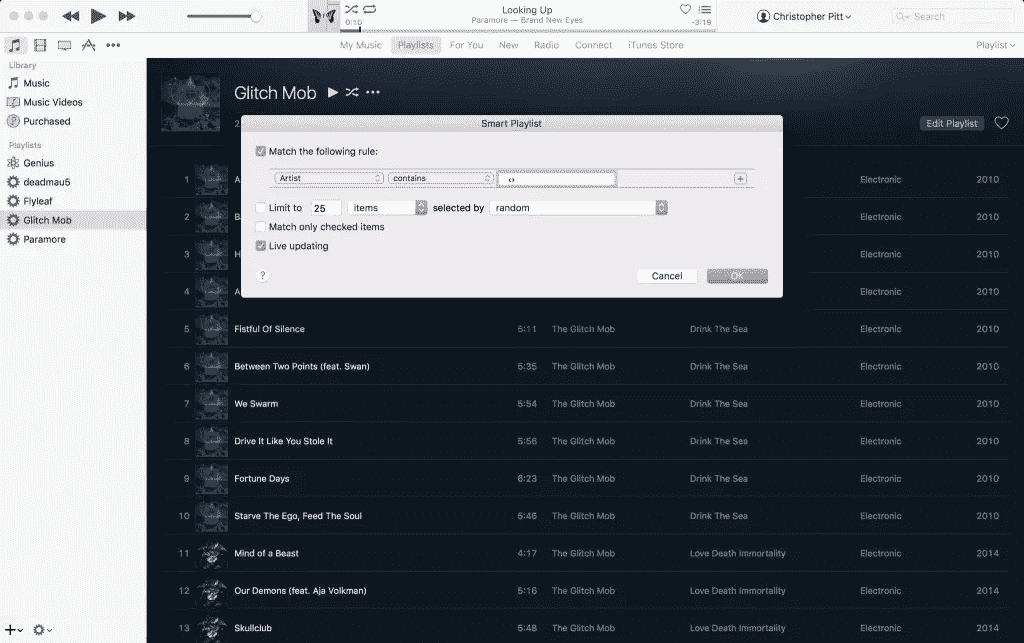 Looking Up
Paramore — Brand New Eyes
0:10
-3:19
Christopher Pitt
Search
My Music Playlists For You New Radio Connect iTunes Store
Playlist
Library
Music
Music Videos
Purchased
Playlists
Genius
deadmau5
Flyleaf
Glitch Mob
Paramore
Glitch Mob
2
Edit Playlist
Smart Playlist
Match the following rule:
Artist contains ‹› +
Limit to 25 items selected by random
Match only checked items
Live updating
? Cancel OK
1 A Electronic 2010
2 B Electronic 2010
3 H Electronic 2010
4 A Electronic 2010
5 Fistful Of Silence 5:11 The Glitch Mob Drink The Sea Electronic 2010
6 Between Two Points (feat. Swan) 5:35 The Glitch Mob Drink The Sea Electronic 2010
7 We Swarm 5:54 The Glitch Mob Drink The Sea Electronic 2010
8 Drive It Like You Stole It 5:56 The Glitch Mob Drink The Sea Electronic 2010
9 Fortune Days 6:23 The Glitch Mob Drink The Sea Electronic 2010
10 Starve The Ego, Feed The Soul 5:46 The Glitch Mob Drink The Sea Electronic 2010
11 Mind of a Beast 4:17 The Glitch Mob Love Death Immortality Electronic 2014
12 Our Demons (feat. Aja Volkman) 5:16 The Glitch Mob Love Death Immortality Electronic 2014
13 Skullclub 5:48 The Glitch Mob Love Death Immortality Electronic 2014